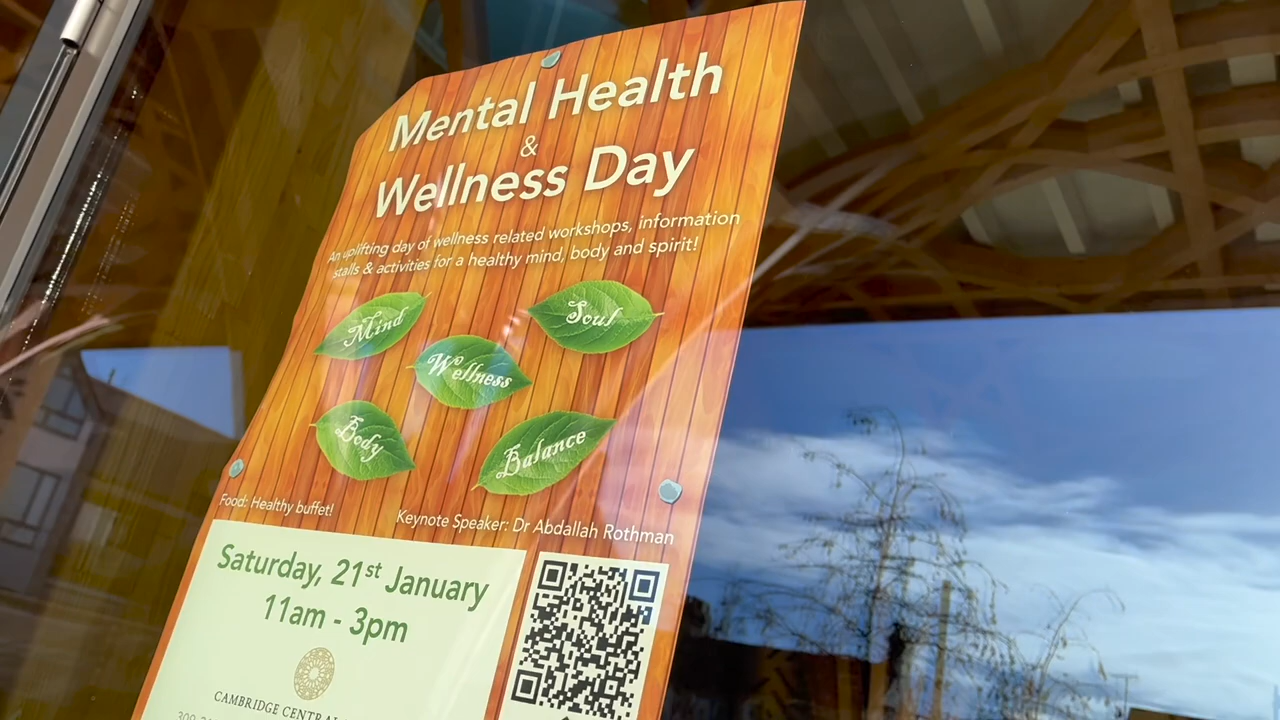 Mental Health
&
Wellness Day
An uplifting day of wellness related workshops, information
stalls & activities for a healthy mind, body and spirit!
Mind
Soul
Wellness
Body
Balance
Food: Healthy buffet!
Keynote Speaker: Dr Abdallah Rothman
Saturday, 21st January
11am - 3pm
CAMBRIDGE CENTRAL